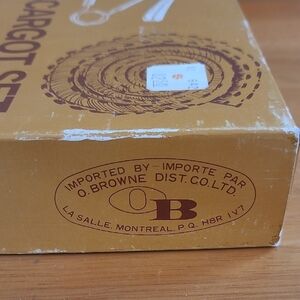 CARGOT SET
IMPORTED BY - IMPORTE PAR
O. BROWNE DIST. CO. LTD.
OB
LA SALLE, MONTREAL, P.Q. H8R 1V7